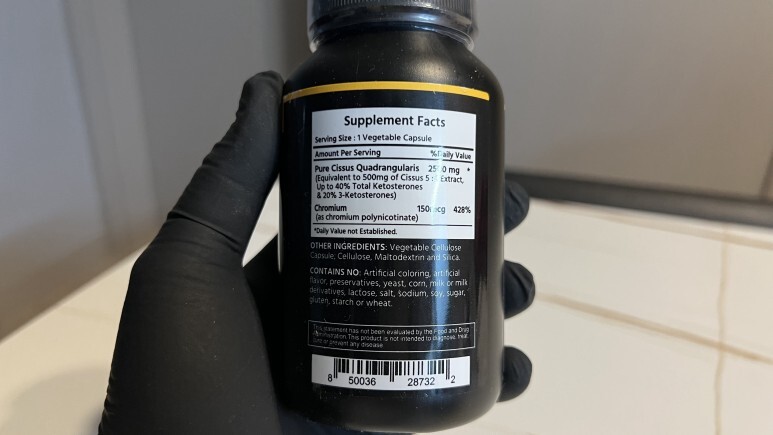 Supplement Facts
Serving Size : 1 Vegetable Capsule
Amount Per Serving %Daily Value
Pure Cissus Quadrangularis mg *
(Equivalent to 500mg of Cissus 5 : Extract,
Up to 40% Total Ketosterones
& 20% 3-Ketosterones)
Chromium 150mcg 428%
(as chromium polynicotinate)
*Daily Value not Established.
OTHER INGREDIENTS: Vegetable Cellulose
Capsule, Cellulose, Maltodextrin and Silica.
CONTAINS NO: Artificial coloring, artificial
flavor, preservatives, yeast, corn, milk or milk
derivatives, lactose, salt, sodium, soy, sugar,
gluten, starch or wheat.
This statement has not been evaluated by the Food and Drug
Administration. This product is not intended to diagnose, treat,
cure or prevent any disease.
8 50036 28732 2